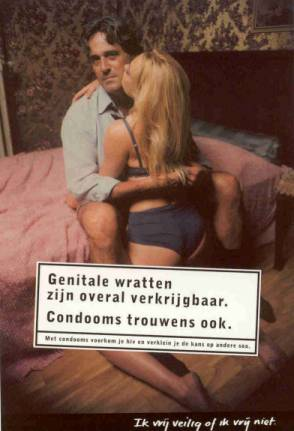 Genitale wratten
zijn overal verkrijgbaar.
Condooms trouwens ook.
Met condooms voorkom je hiv en verklein je de kans op andere soa.
Ik vrij veilig of ik vrij niet.